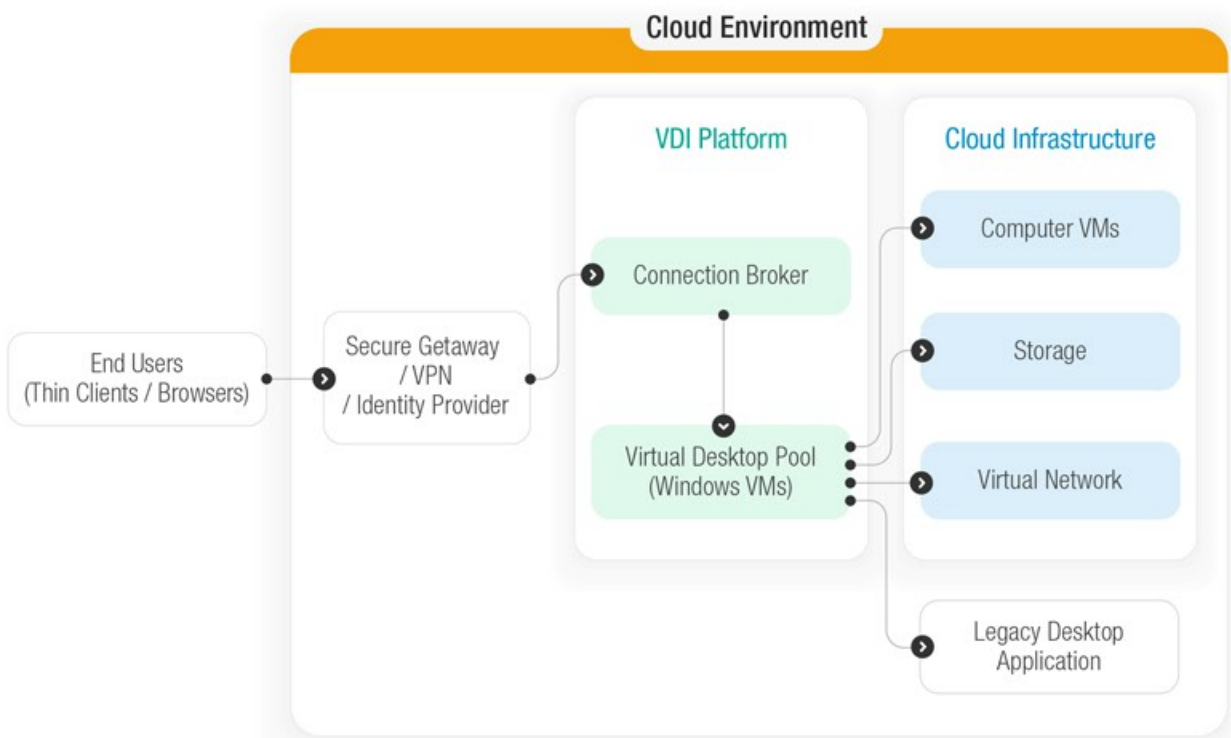 Cloud Environment
VDI Platform
Cloud Infrastructure
Computer VMs
Connection Broker
Storage
End Users
(Thin Clients / Browsers)
Secure Getaway
/ VPN
/ Identity Provider
Virtual Desktop Pool
(Windows VMs)
Virtual Network
Legacy Desktop
Application